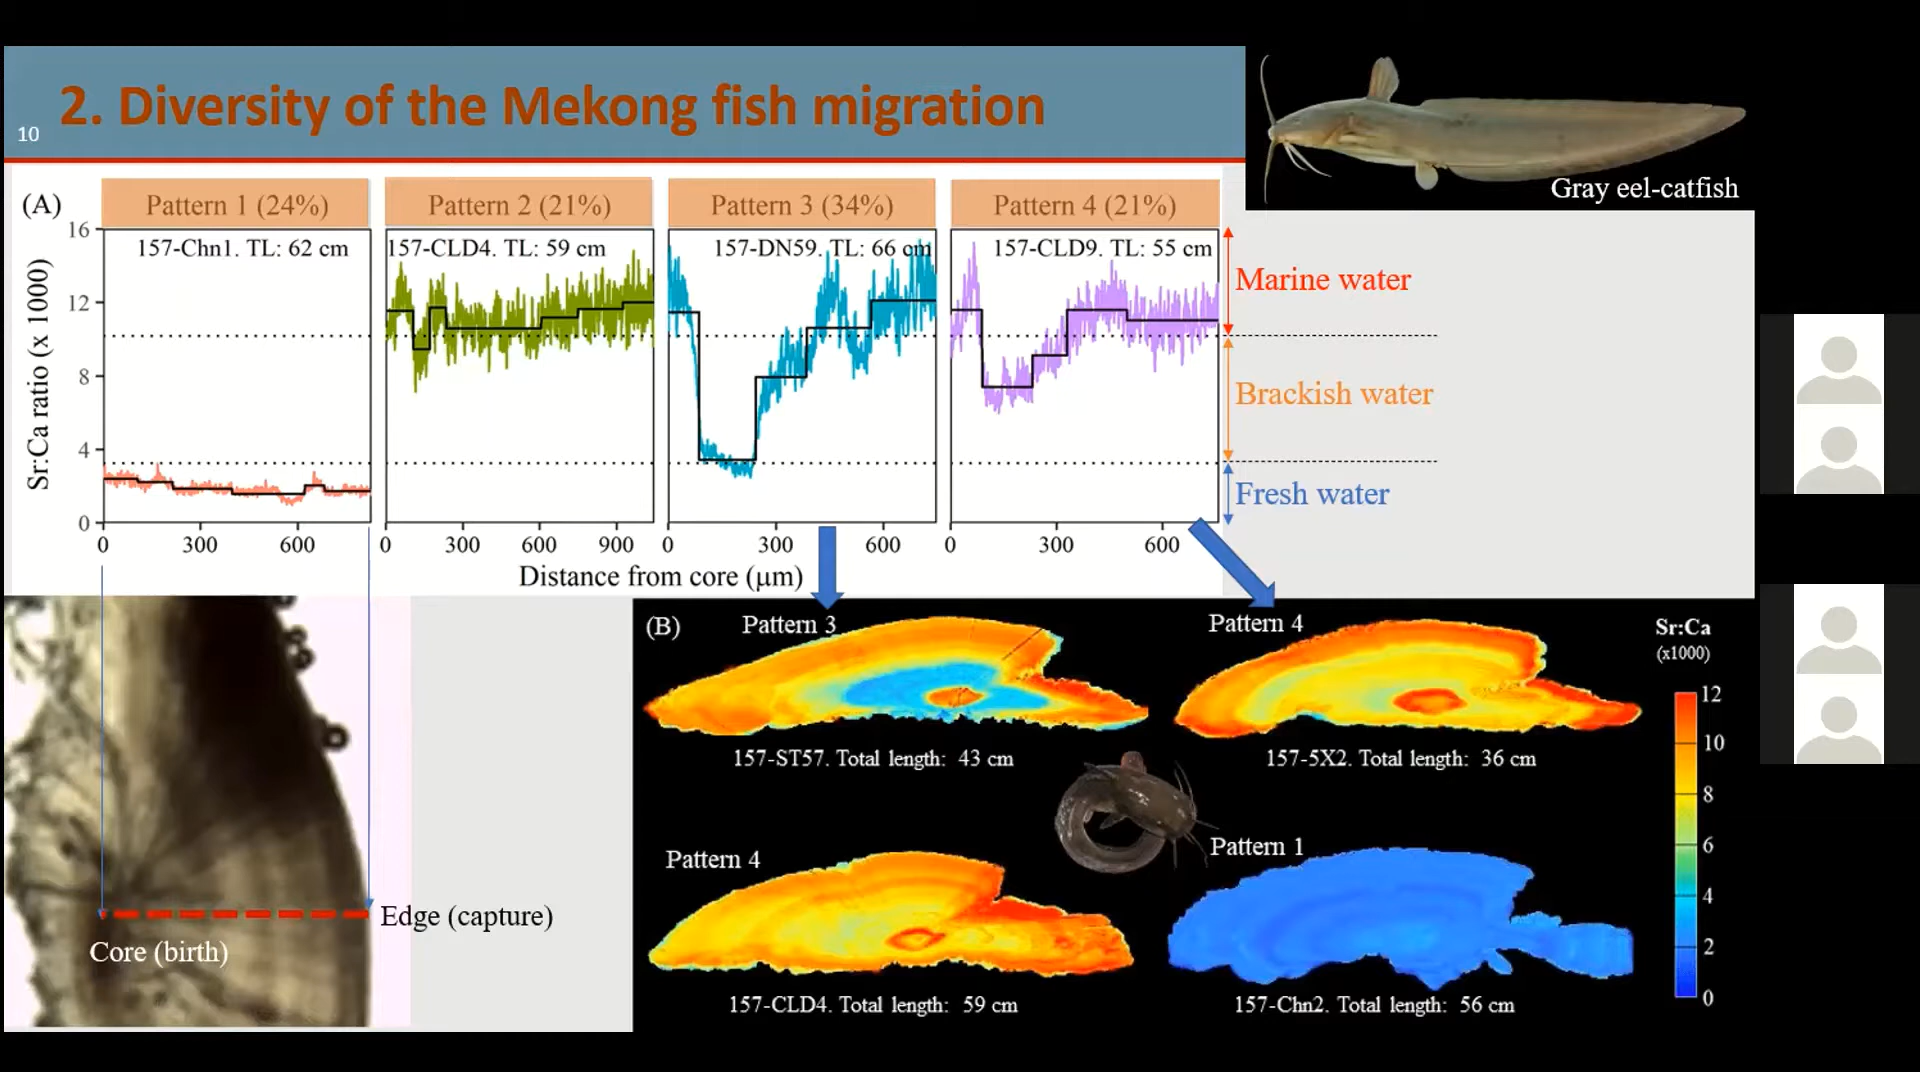 2. Diversity of the Mekong fish migration
10
Gray eel-catfish
(A)
Pattern 1 (24%)
Pattern 2 (21%)
Pattern 3 (34%)
Pattern 4 (21%)
157-Chn1. TL: 62 cm
157-CLD4. TL: 59 cm
157-DN59. TL: 66 cm
157-CLD9. TL: 55 cm
Sr:Ca ratio (x 1000)
16
12
8
4
0
Marine water
Brackish water
Fresh water
0 300 600
0 300 600 900
0 300 600
0 300 600
Distance from core (µm)
Core (birth)
Edge (capture)
(B)
Pattern 3
157-ST57. Total length: 43 cm
Pattern 4
157-5X2. Total length: 36 cm
Pattern 4
157-CLD4. Total length: 59 cm
Pattern 1
157-Chn2. Total length: 56 cm
Sr:Ca
(x1000)
12
10
8
6
4
2
0